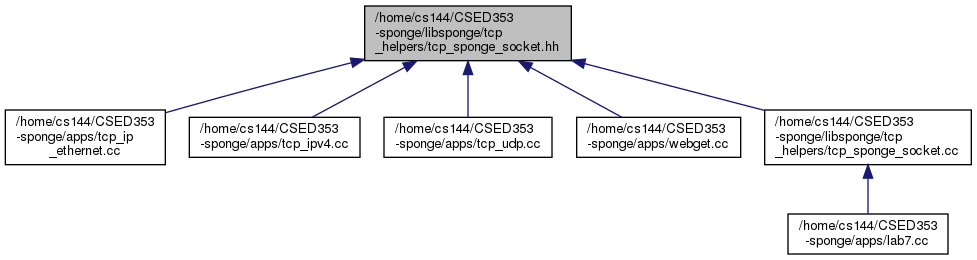 /home/cs144/CSED353
-sponge/libsponge/tcp
_helpers/tcp_sponge_socket.hh
/home/cs144/CSED353
-sponge/apps/tcp_ip
_ethernet.cc
/home/cs144/CSED353
-sponge/apps/tcp_ipv4.cc
/home/cs144/CSED353
-sponge/apps/tcp_udp.cc
/home/cs144/CSED353
-sponge/apps/webget.cc
/home/cs144/CSED353
-sponge/libsponge/tcp
_helpers/tcp_sponge_socket.cc
/home/cs144/CSED353
-sponge/apps/lab7.cc